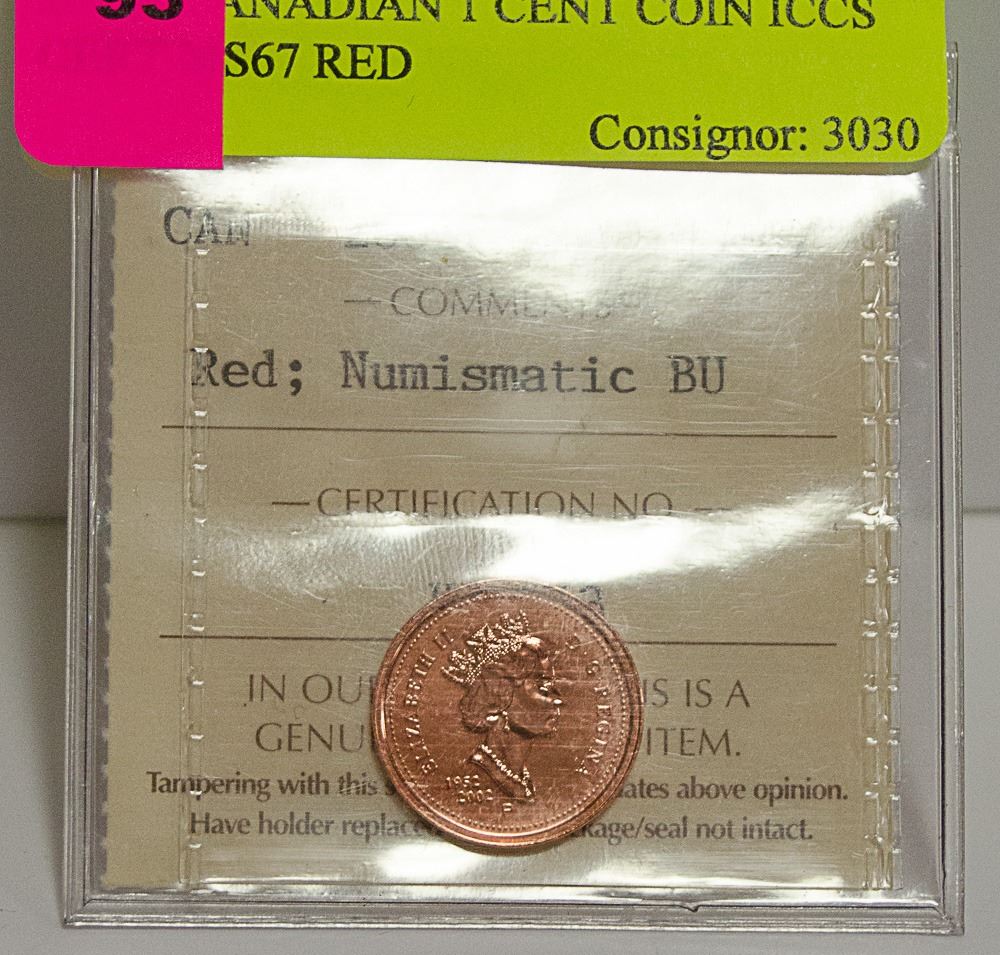 95
ANADIAN 1 CENT COIN ICCS
S67 RED
Consignor: 3030
CAN
— COMMENTS
Red; Numismatic BU
— CERTIFICATION NO. —
IN OU IS IS A
GENU ITEM.
Tampering with this s ates above opinion.
Have holder replace kage/seal not intact.
ELIZABETH II D·G·REGINA
1952
2002
P